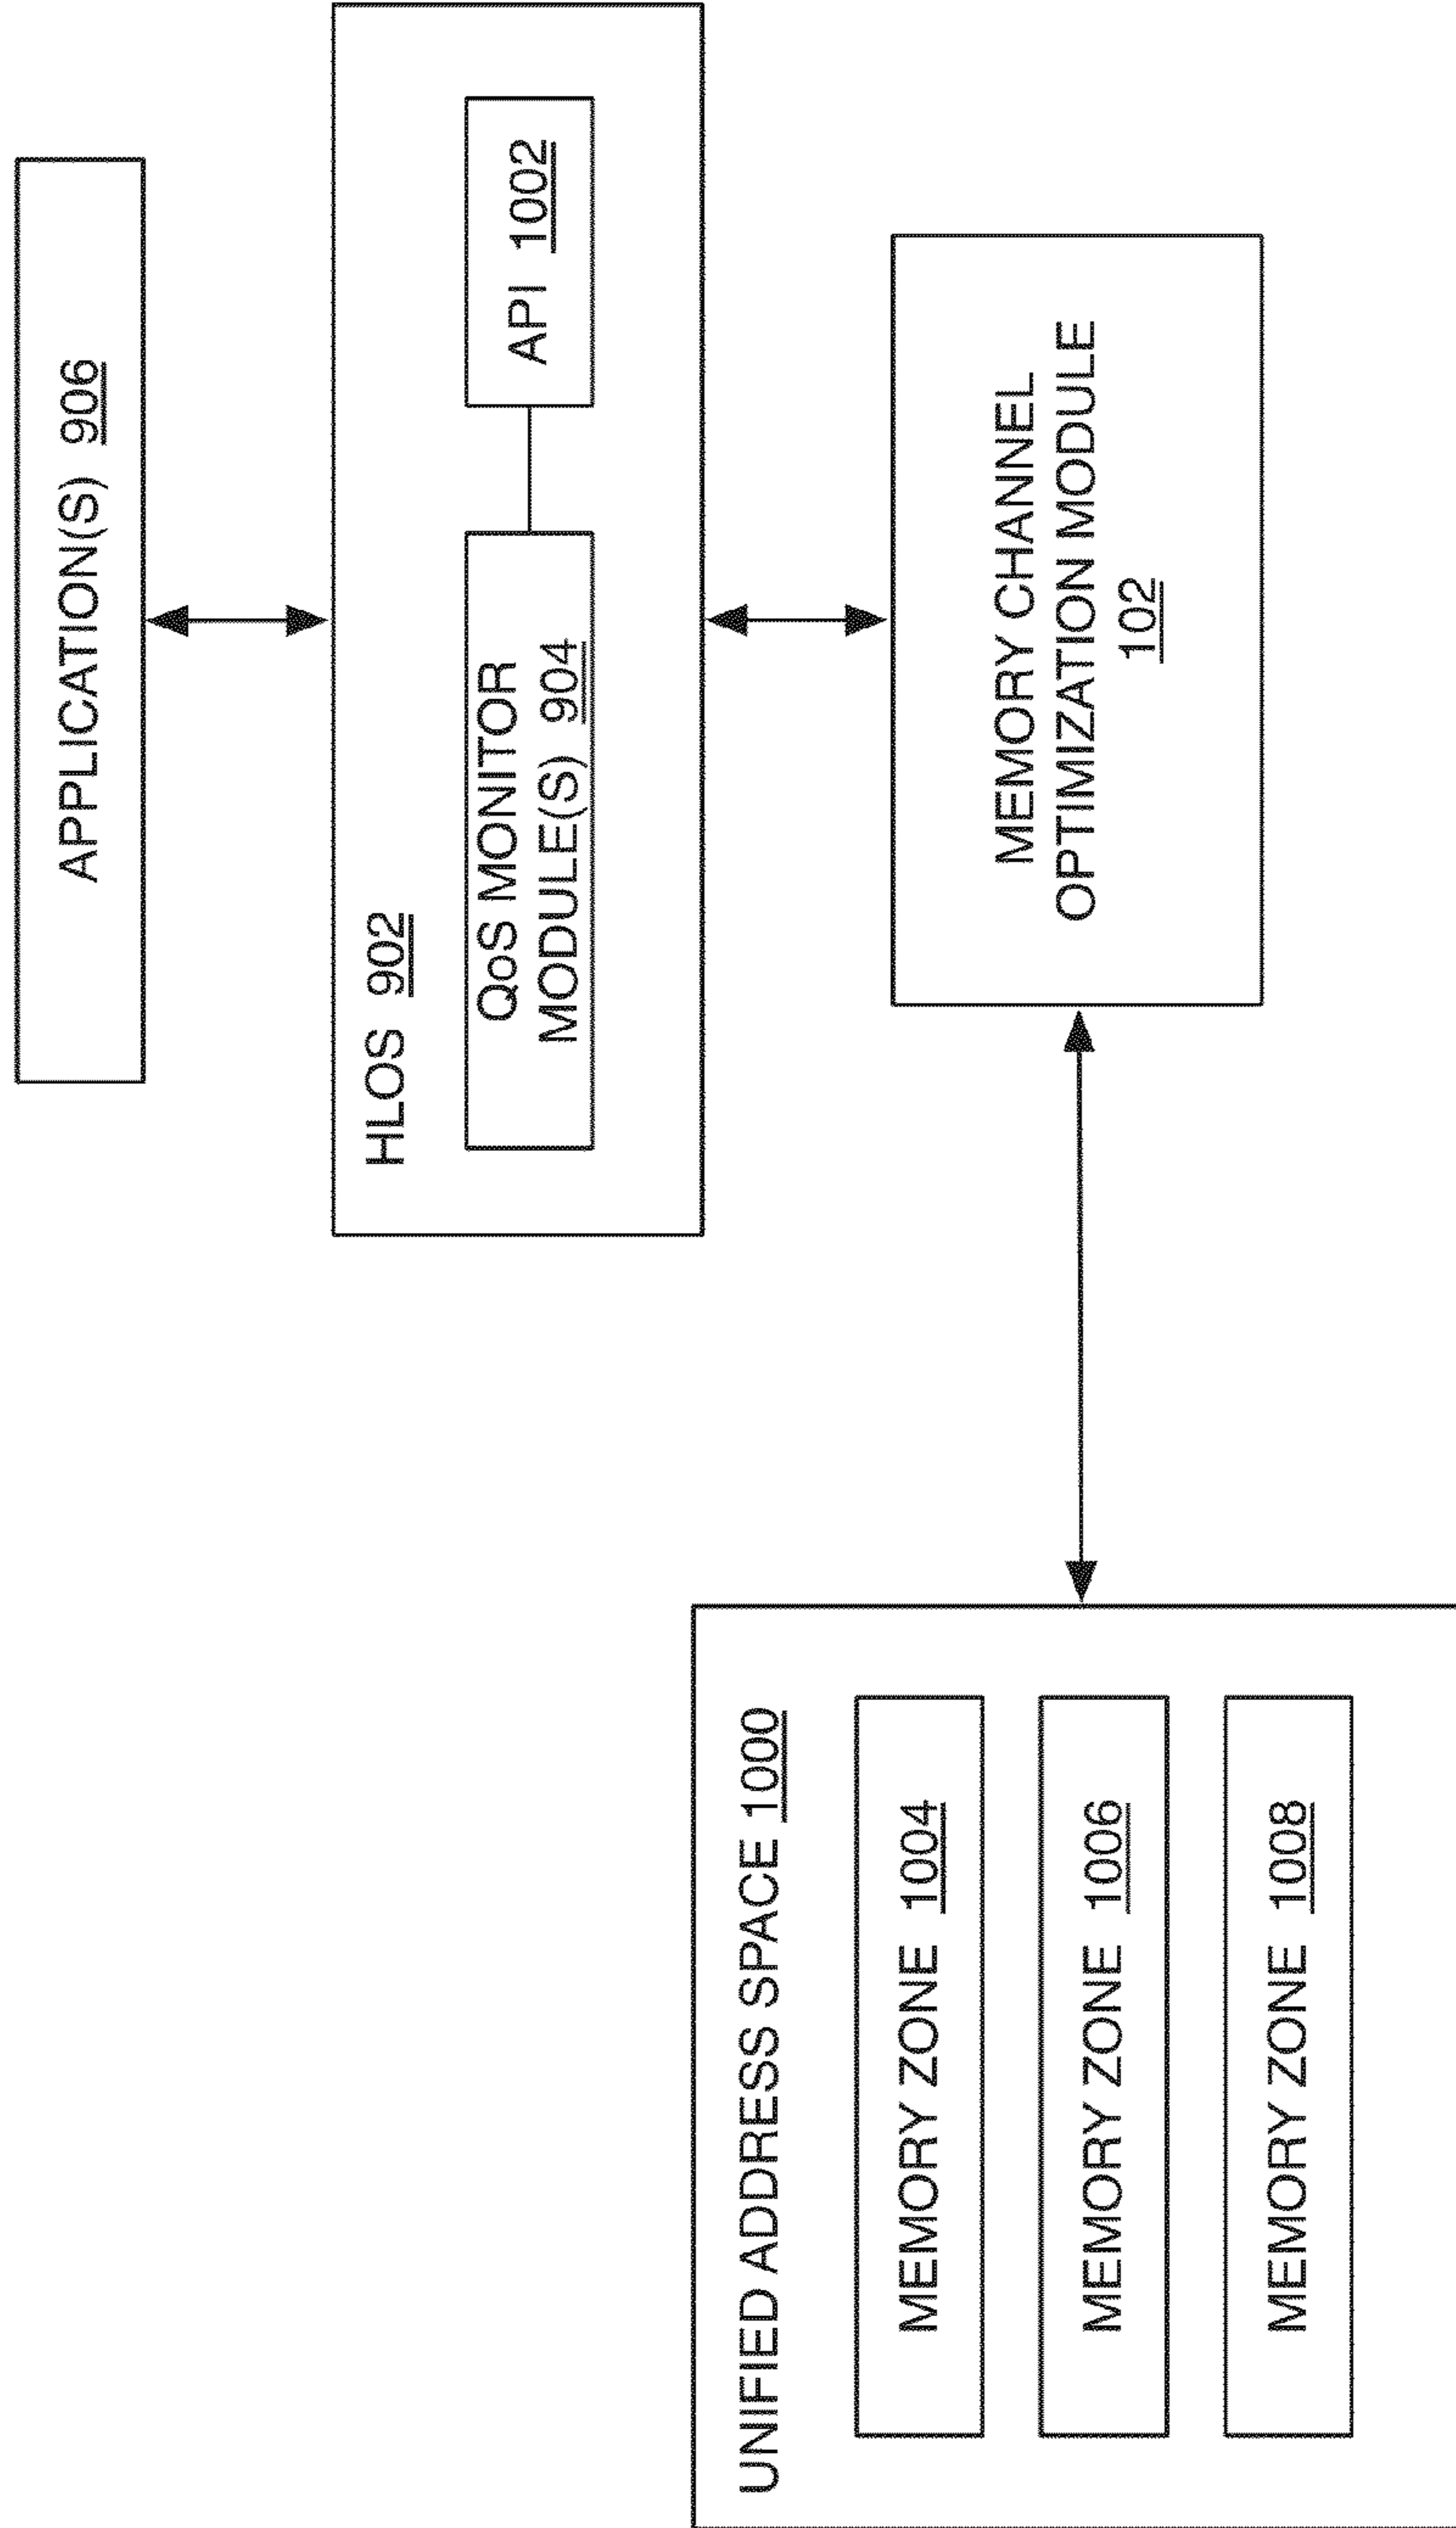 APPLICATION(S) 906
HLOS 902
QoS MONITOR
MODULE(S) 904
API 1002
MEMORY CHANNEL
OPTIMIZATION MODULE
102
UNIFIED ADDRESS SPACE 1000
MEMORY ZONE 1004
MEMORY ZONE 1006
MEMORY ZONE 1008